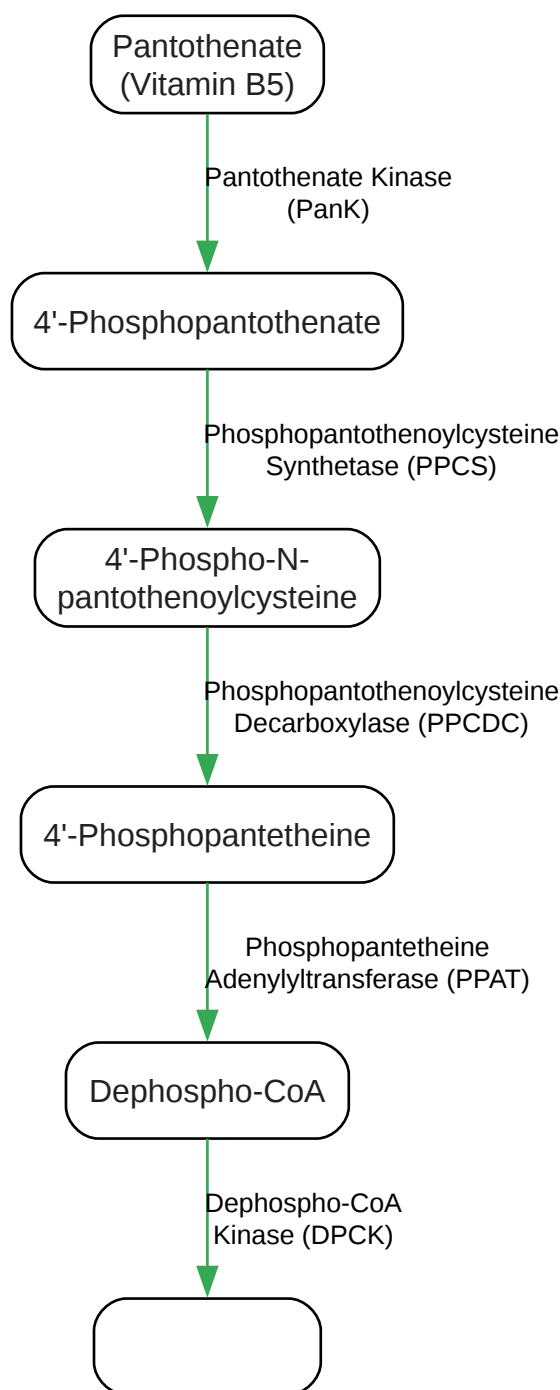 Pantothenate
(Vitamin B5)
Pantothenate Kinase
(PanK)
4'-Phosphopantothenate
Phosphopantothenoylcysteine
Synthetase (PPCS)
4'-Phospho-N-
pantothenoylcysteine
Phosphopantothenoylcysteine
Decarboxylase (PPCDC)
4'-Phosphopantetheine
Phosphopantetheine
Adenylyltransferase (PPAT)
Dephospho-CoA
Dephospho-CoA
Kinase (DPCK)